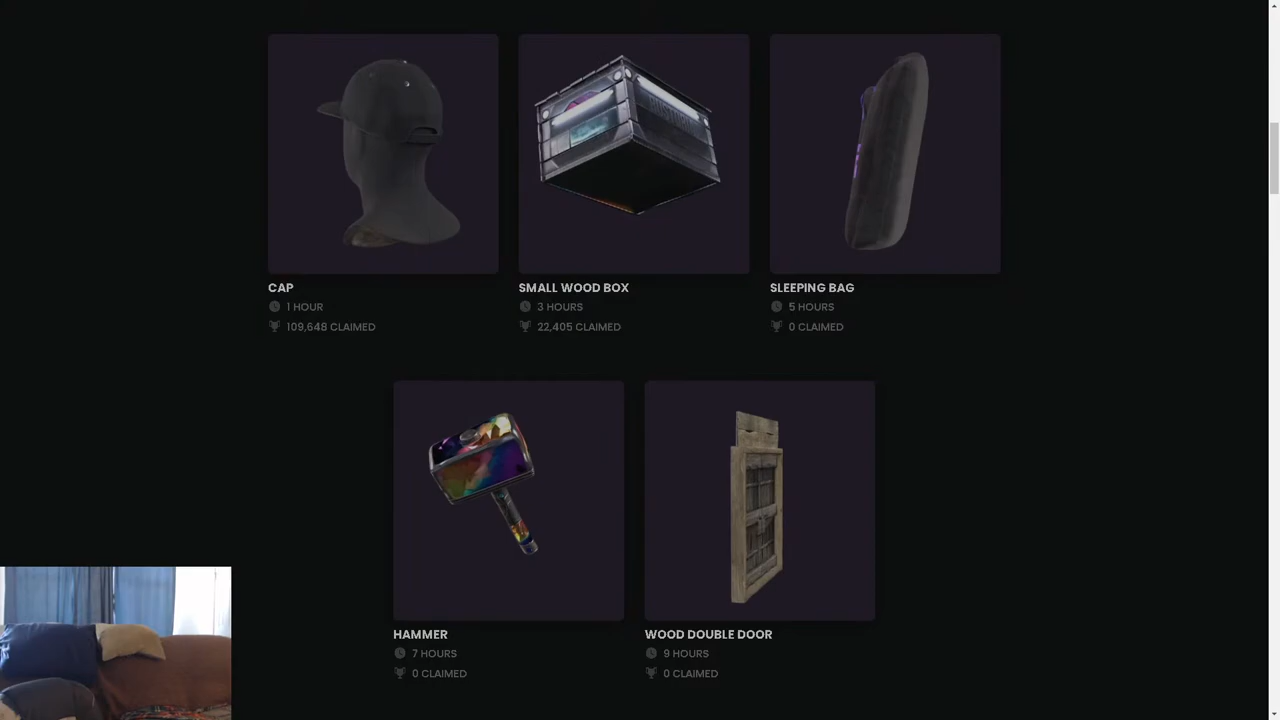 CAP
1 HOUR
109,648 CLAIMED
SMALL WOOD BOX
3 HOURS
22,405 CLAIMED
SLEEPING BAG
5 HOURS
0 CLAIMED
HAMMER
7 HOURS
0 CLAIMED
WOOD DOUBLE DOOR
9 HOURS
0 CLAIMED